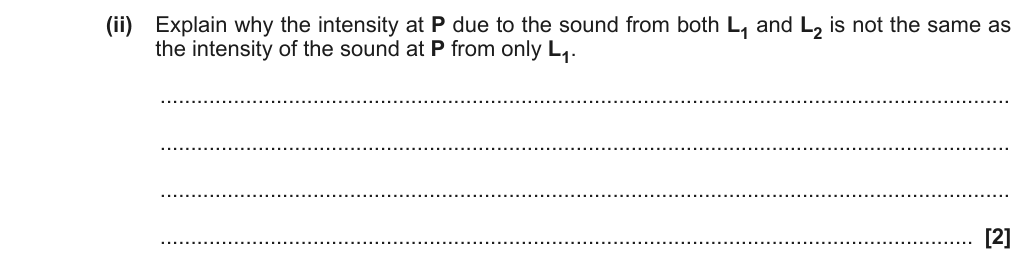 (ii) Explain why the intensity at P due to the sound from both L₁ and L₂ is not the same as
the intensity of the sound at P from only L₁.
..........................................................................................................................................
..........................................................................................................................................
..........................................................................................................................................
.................................................................................................................................... [2]